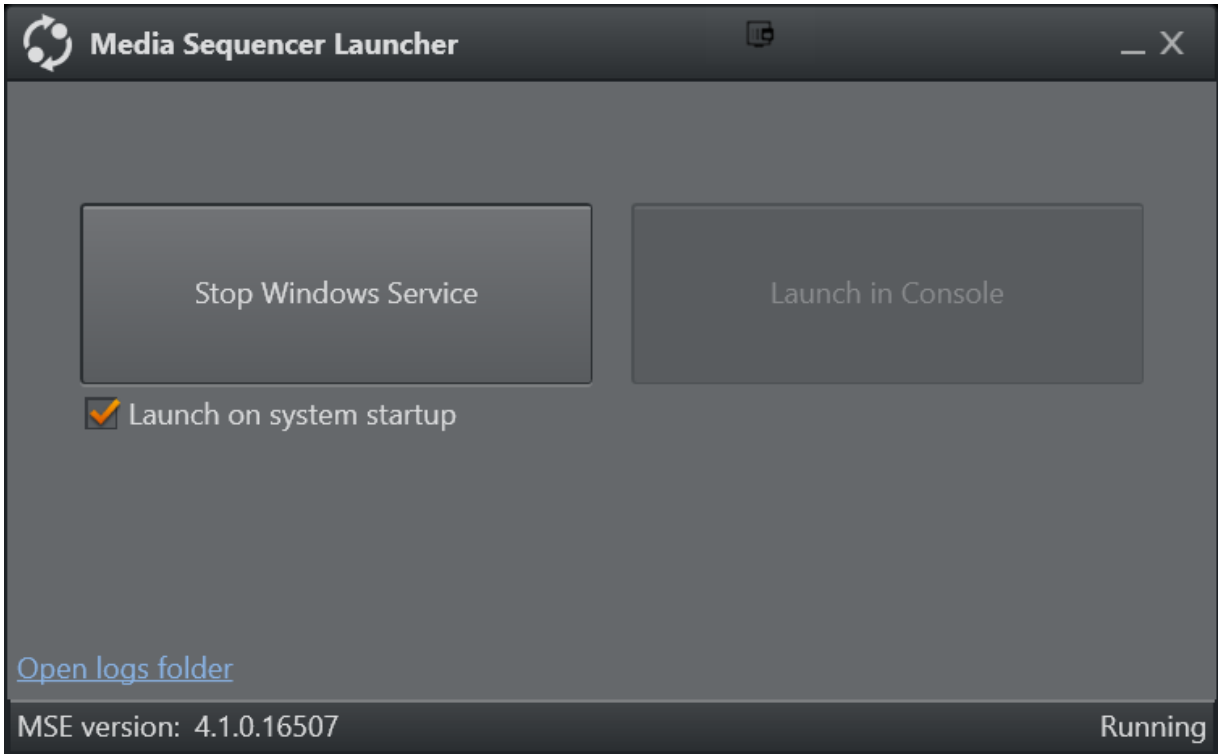 Media Sequencer Launcher
Stop Windows Service
Launch in Console
Launch on system startup
Open logs folder
MSE version: 4.1.0.16507
Running